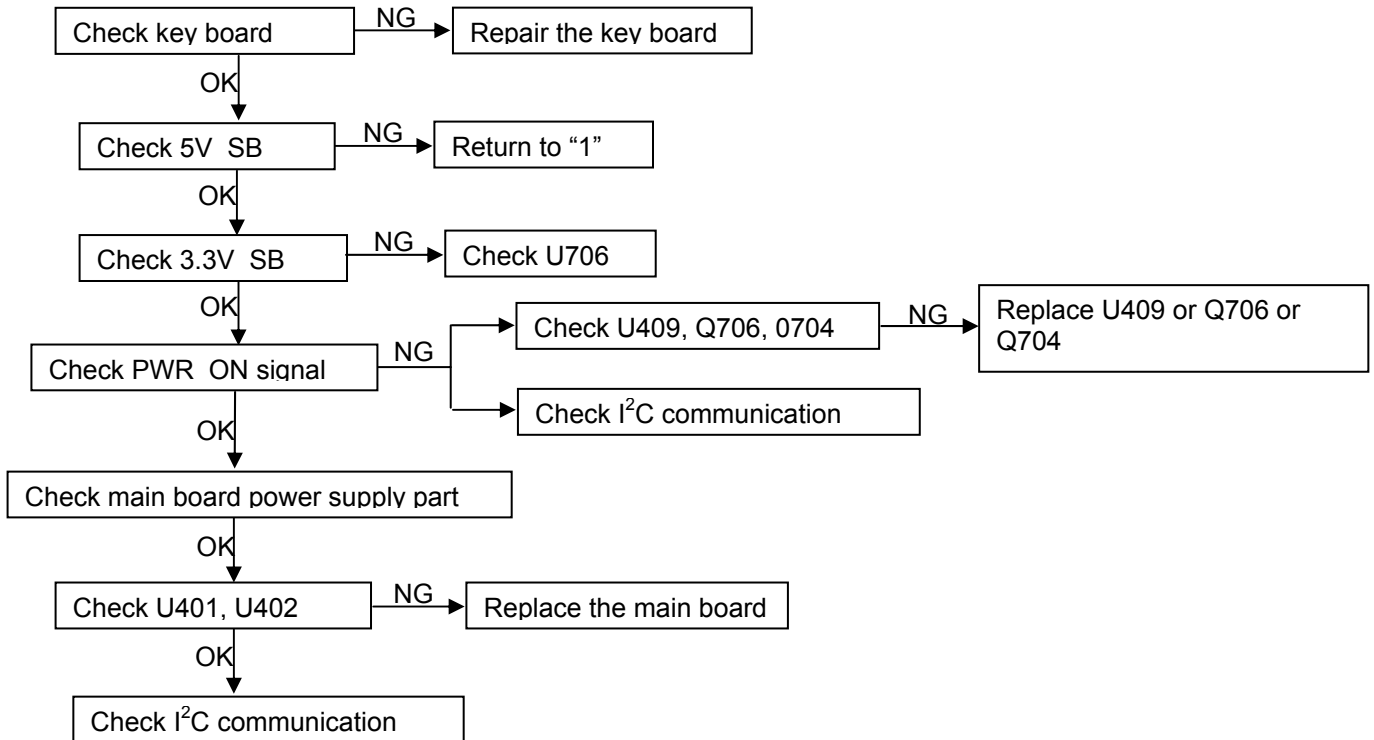 Check key board
NG
Repair the key board
OK
Check 5V SB
NG
Return to “1”
OK
Check 3.3V SB
NG
Check U706
OK
Check PWR ON signal
NG
Check U409, Q706, 0704
NG
Replace U409 or Q706 or
Q704
Check I²C communication
OK
Check main board power supply part
OK
Check U401, U402
NG
Replace the main board
OK
Check I²C communication